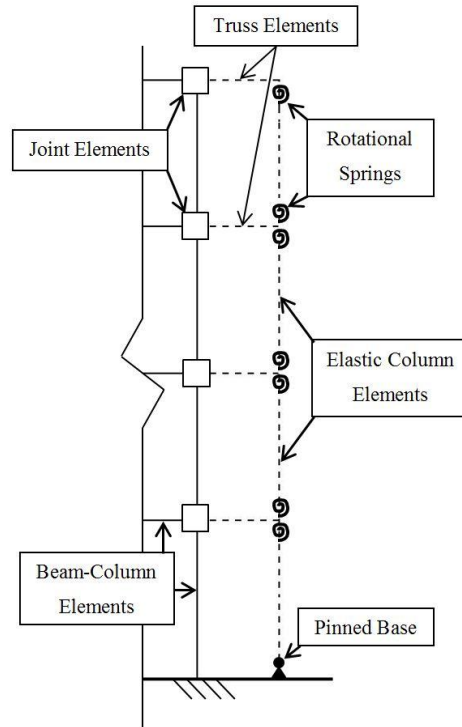 Truss Elements
Joint Elements
Rotational
Springs
Elastic Column
Elements
Beam-Column
Elements
Pinned Base